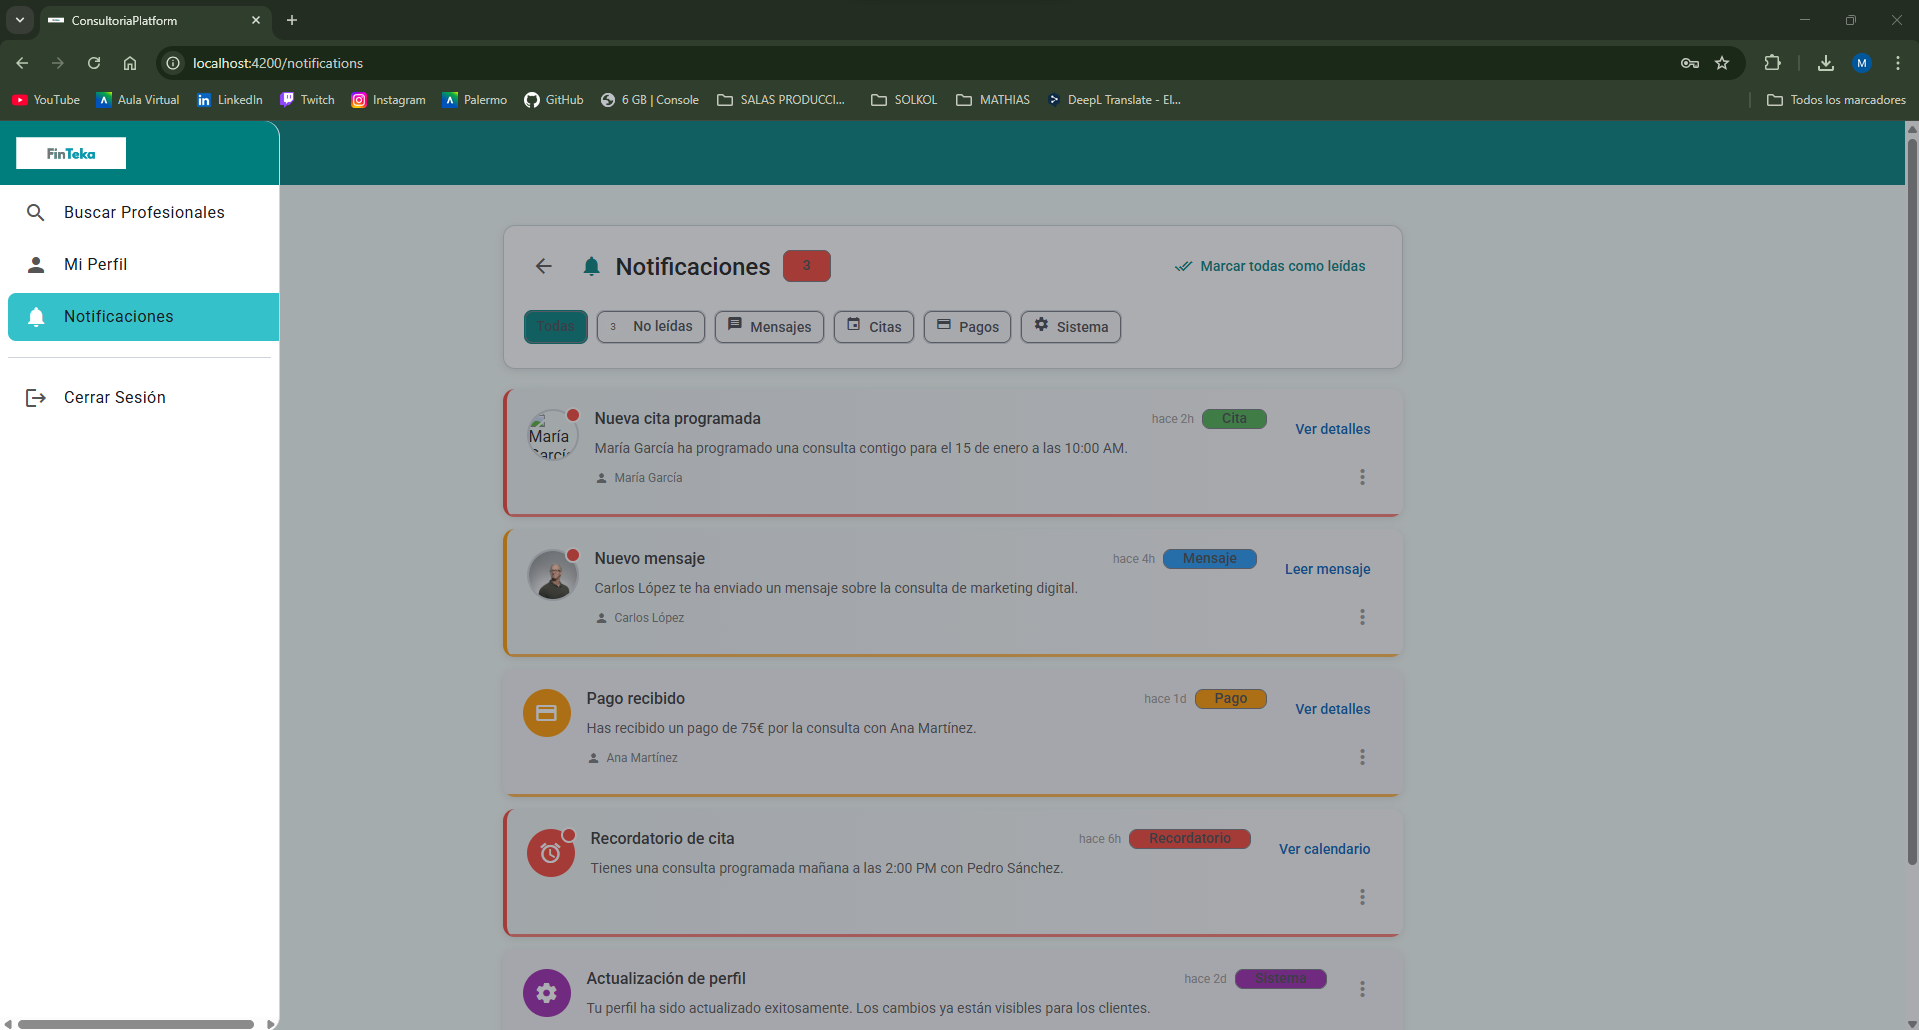 ConsultoriaPlatform
localhost:4200/notifications
M
YouTube
Aula Virtual
LinkedIn
Twitch
Instagram
Palermo
GitHub
6 GB | Console
SALAS PRODUCCI...
SOLKOL
MATHIAS
DeepL Translate - El...
Todos los marcadores
FinTeka
Buscar Profesionales
Mi Perfil
Notificaciones
Cerrar Sesión
Notificaciones 3
Marcar todas como leídas
Todas
3 No leídas
Mensajes
Citas
Pagos
Sistema
María
García
Nueva cita programada
hace 2h
Cita
Ver detalles
María García ha programado una consulta contigo para el 15 de enero a las 10:00 AM.
María García
Nuevo mensaje
hace 4h
Mensaje
Leer mensaje
Carlos López te ha enviado un mensaje sobre la consulta de marketing digital.
Carlos López
Pago recibido
hace 1d
Pago
Ver detalles
Has recibido un pago de 75€ por la consulta con Ana Martínez.
Ana Martínez
Recordatorio de cita
hace 6h
Recordatorio
Ver calendario
Tienes una consulta programada mañana a las 2:00 PM con Pedro Sánchez.
Actualización de perfil
hace 2d
Sistema
Tu perfil ha sido actualizado exitosamente. Los cambios ya están visibles para los clientes.